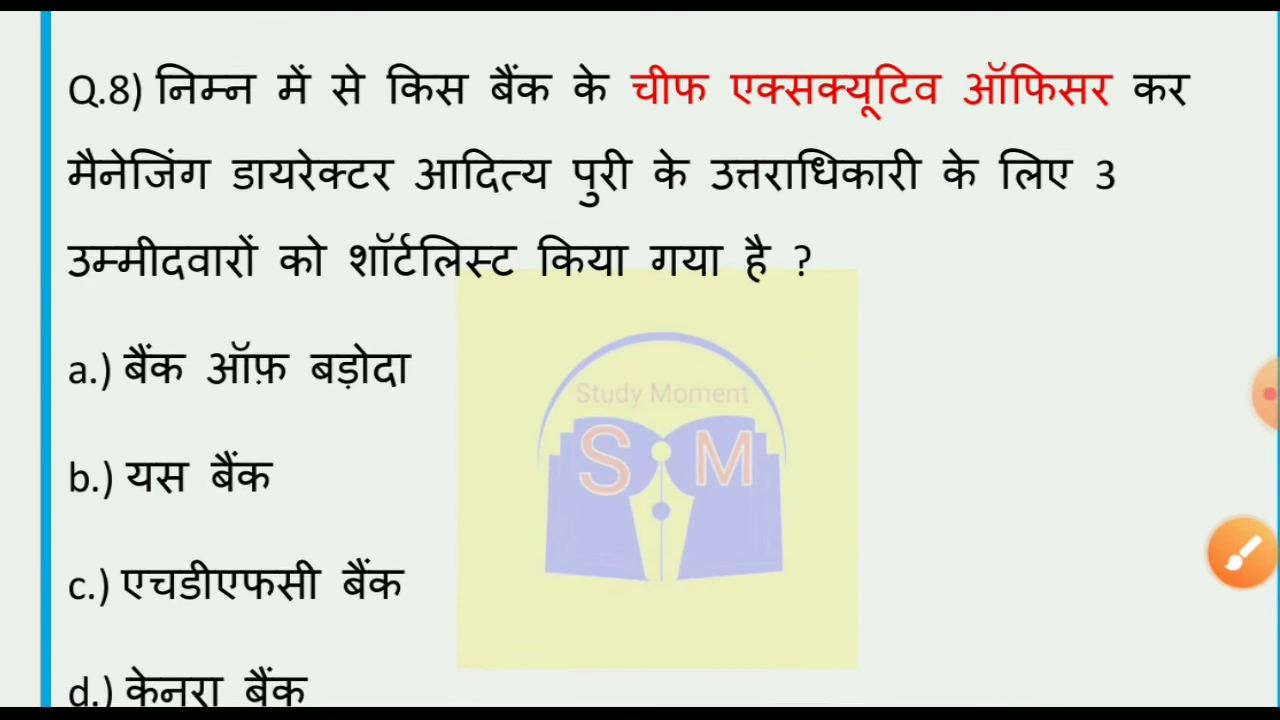 Q.8) निम्न में से किस बैंक के चीफ एक्सक्यूटिव ऑफिसर कर
मैनेजिंग डायरेक्टर आदित्य पुरी के उत्तराधिकारी के लिए 3
उम्मीदवारों को शॉर्टलिस्ट किया गया है ?
a.) बैंक ऑफ़ बड़ोदा
Study Moment
S M
b.) यस बैंक
c.) एचडीएफसी बैंक
d.) केनरा बैंक